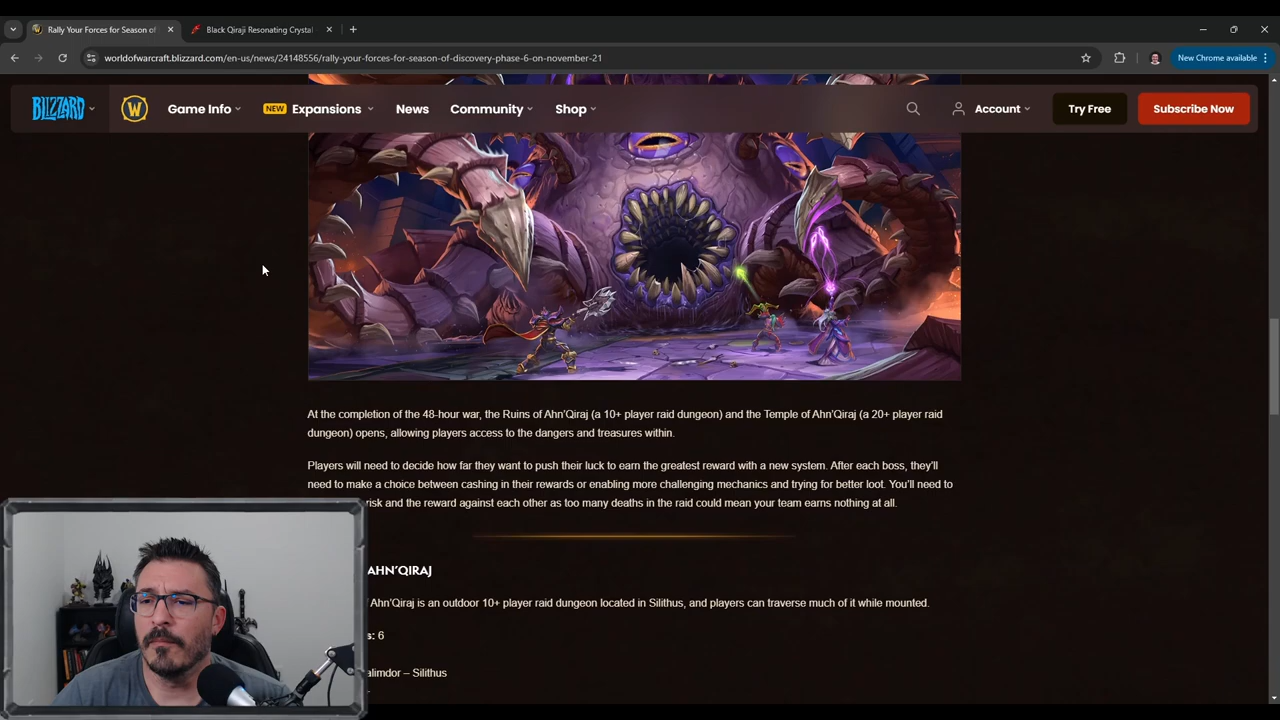 Rally Your Forces for Season of
Black Qiraji Resonating Crystal
worldofwarcraft.blizzard.com/en-us/news/24148556/rally-your-forces-for-season-of-discovery-phase-6-on-november-21
New Chrome available
BLIZZARD
W
Game Info
NEW Expansions
News
Community
Shop
Account
Try Free
Subscribe Now
At the completion of the 48-hour war, the Ruins of Ahn'Qiraj (a 10+ player raid dungeon) and the Temple of Ahn'Qiraj (a 20+ player raid
dungeon) opens, allowing players access to the dangers and treasures within.
Players will need to decide how far they want to push their luck to earn the greatest reward with a new system. After each boss, they'll
need to make a choice between cashing in their rewards or enabling more challenging mechanics and trying for better loot. You'll need to
risk and the reward against each other as too many deaths in the raid could mean your team earns nothing at all.
AHN'QIRAJ
Ahn'Qiraj is an outdoor 10+ player raid dungeon located in Silithus, and players can traverse much of it while mounted.
s: 6
alimdor – Silithus